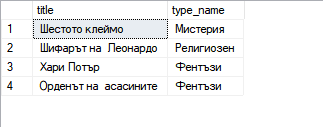 title type_name
1 Шестото клеймо Мистерия
2 Шифарът на  Леонардо Религиозен
3 Хари Потър Фентъзи
4 Орденът на  асасините Фентъзи